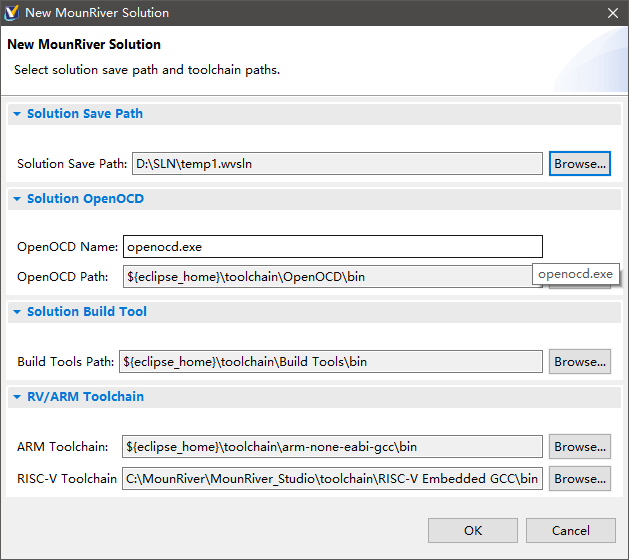 New MounRiver Solution
New MounRiver Solution
Select solution save path and toolchain paths.
Solution Save Path
Solution Save Path: D:\SLN\temp1.wvsln Browse...
Solution OpenOCD
OpenOCD Name: openocd.exe
OpenOCD Path: ${eclipse_home}\toolchain\OpenOCD\bin
openocd.exe
Solution Build Tool
Build Tools Path: ${eclipse_home}\toolchain\Build Tools\bin Browse...
RV/ARM Toolchain
ARM Toolchain: ${eclipse_home}\toolchain\arm-none-eabi-gcc\bin Browse...
RISC-V Toolchain C:\MounRiver\MounRiver_Studio\toolchain\RISC-V Embedded GCC\bin Browse...
OK Cancel